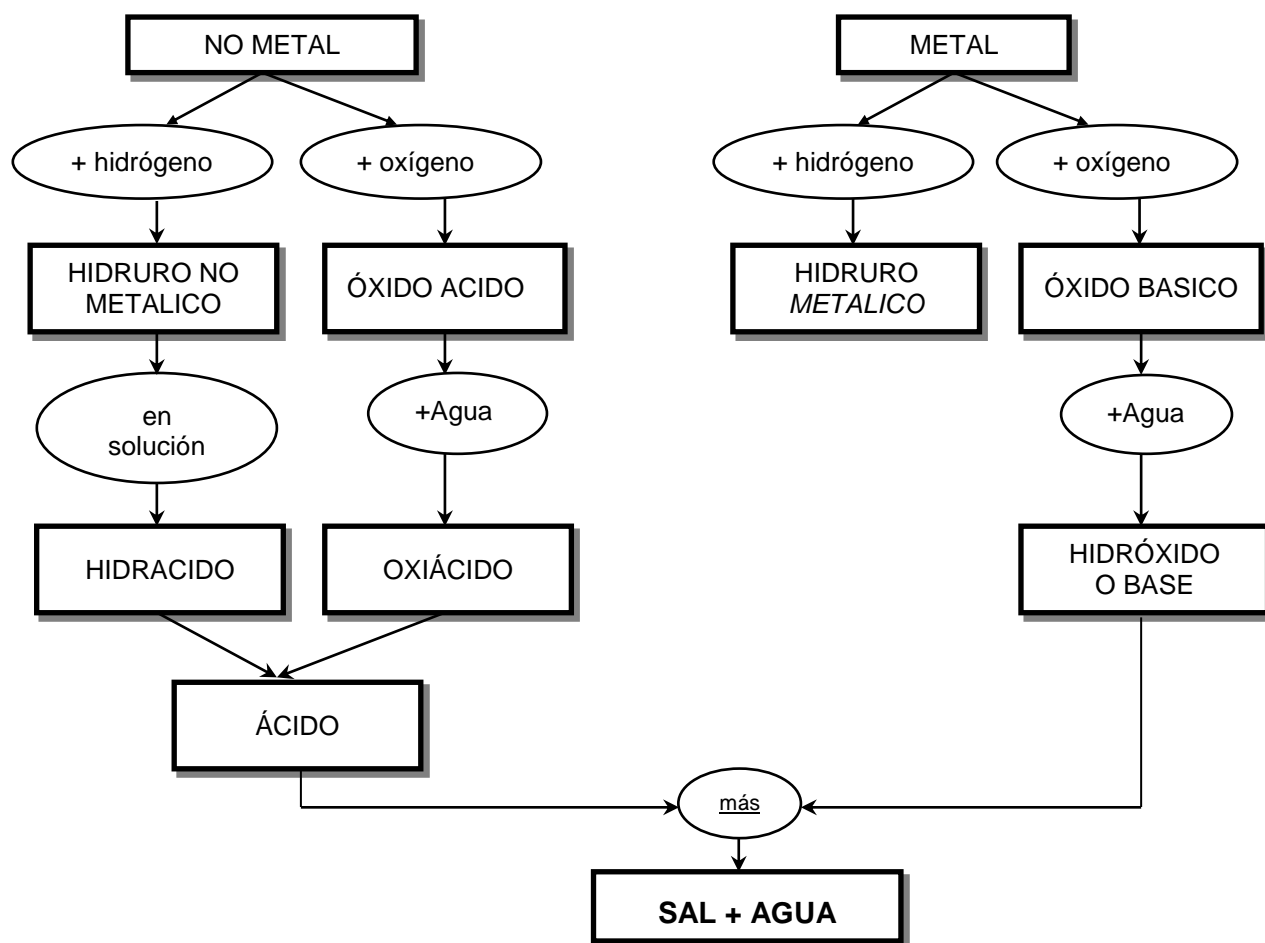 NO METAL
METAL
+ hidrógeno
+ oxígeno
+ hidrógeno
+ oxígeno
HIDRURO NO
METALICO
ÓXIDO ACIDO
HIDRURO
METALICO
ÓXIDO BASICO
en
solución
+Agua
+Agua
HIDRACIDO
OXIÁCIDO
HIDRÓXIDO
O BASE
ÁCIDO
más
SAL + AGUA